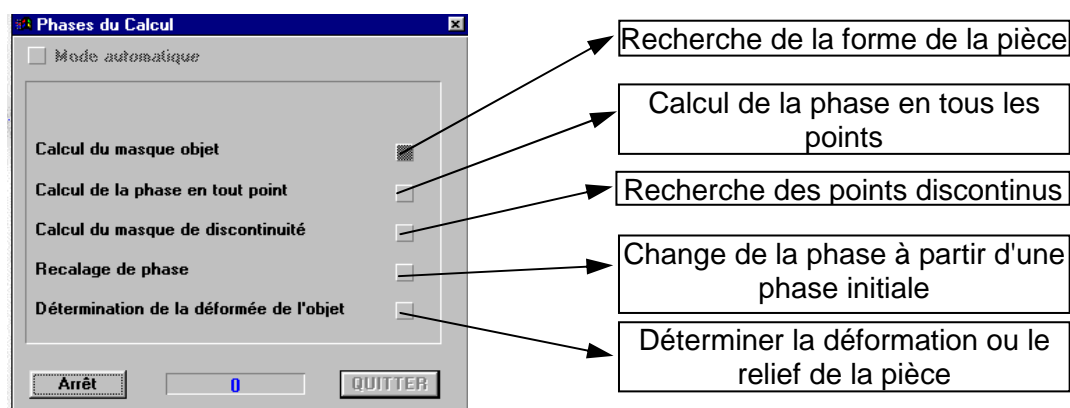 Phases du Calcul
Mode automatique
Calcul du masque objet
Calcul de la phase en tout point
Calcul du masque de discontinuité
Recalage de phase
Détermination de la déformée de l'objet
Arrêt
0
QUITTER
Recherche de la forme de la pièce
Calcul de la phase en tous les
points
Recherche des points discontinus
Change de la phase à partir d'une
phase initiale
Déterminer la déformation ou le
relief de la pièce